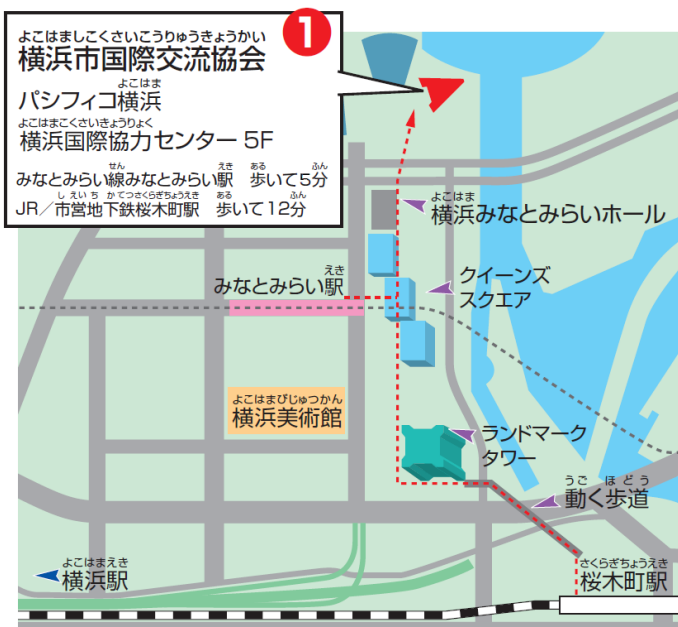 1
よこはましこくさいこうりゅうきょうかい
横浜市国際交流協会
よこはま
パシフィコ横浜
よこはまこくさいきょうりょく
横浜国際協力センター 5F
せん えき ある ふん
みなとみらい線みなとみらい駅 歩いて5分
し えい ち か てつさくらぎちょうえき ある ふん
JR/市営地下鉄桜木町駅 歩いて12分
よこはま
横浜みなとみらいホール
えき
みなとみらい駅
クイーンズ
スクエア
よこはまびじゅつかん
横浜美術館
ランドマーク
タワー
うご ほ どう
動く歩道
よこはまえき
横浜駅
さくらぎちょうえき
桜木町駅